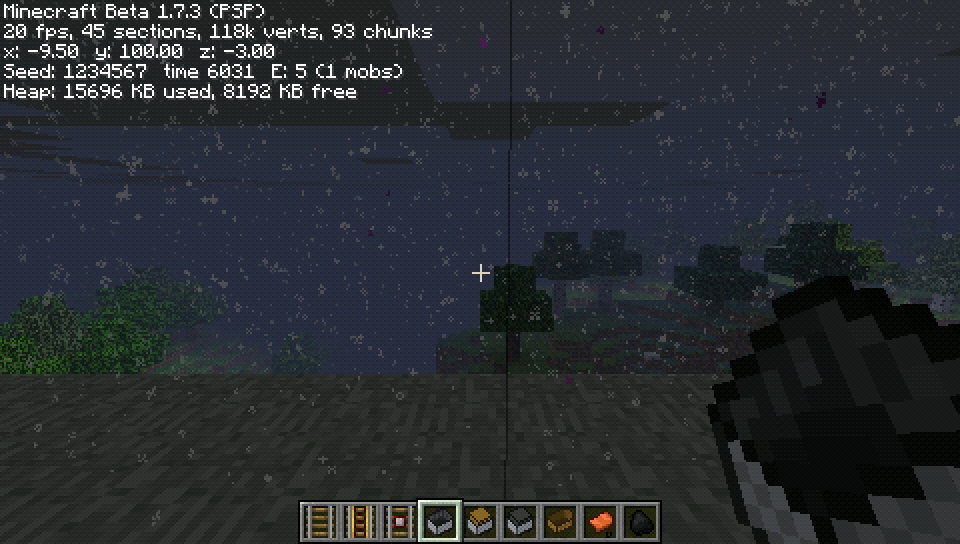 Minecraft Beta 1.7.3 (PSP)
20 fps, 45 sections, 118k verts, 93 chunks
x: -9.50 y: 100.00 z: -3.00
Seed: 1234567 time 6031 E: 5 (1 mobs)
Heap: 15696 KB used, 8192 KB free